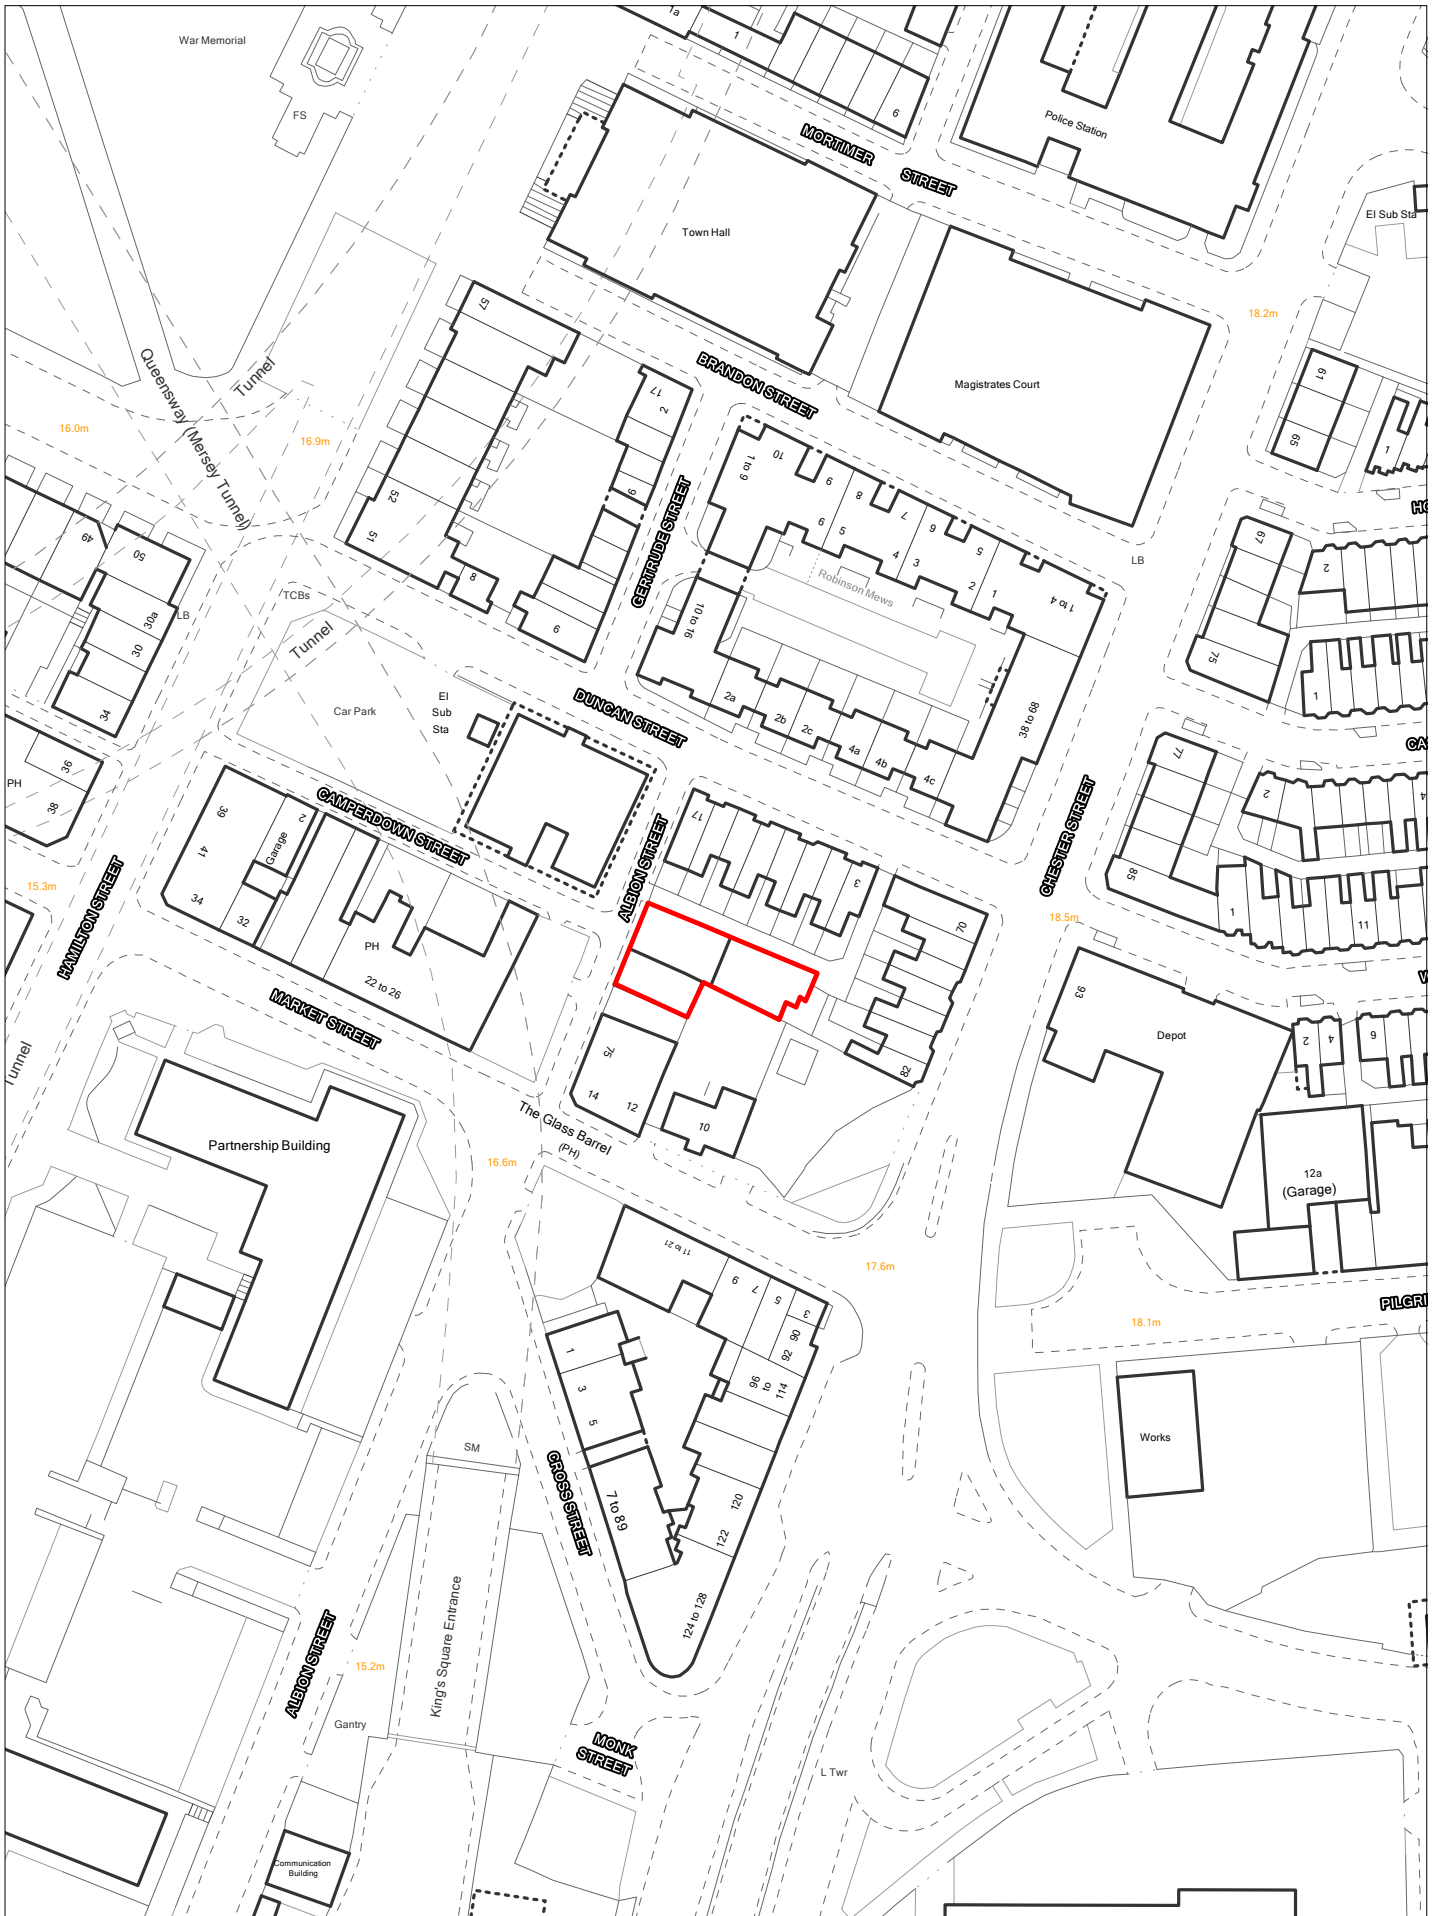 War Memorial
FS
1a
1
6
MORTIMER
STREET
Police Station
El Sub Sta
Town Hall
18.2m
57
BRANDON STREET
Magistrates Court
61
65
1
Queensway (Mersey Tunnel)
Tunnel
16.0m
16.9m
17
2
9
52
51
8
6
GERTRUDE STREET
1 to 9
10
6
8
7
9
5
6
5
4
3
2
1
1 to 4
Robinson Mews
LB
67
2
75
1
49
50
30a
30
34
LB
TCBs
Tunnel
10 to 16
2a
2b
2c
4a
4b
4c
38 to 68
DUNCAN STREET
El
Sub
Sta
Car Park
PH
36
38
39
41
34
32
2
Garage
CAMPERDOWN STREET
PH
22 to 26
ALBION STREET
17
3
CHESTER STREET
77
85
2
4
1
11
18.5m
15.3m
HAMILTON STREET
70
82
MARKET STREET
75
14
12
10
The Glass Barrel
(PH)
93
Depot
2
4
6
Tunnel
Partnership Building
16.6m
12a
(Garage)
17.6m
18.1m
11 to 21
9
7
5
3
90
92
96
to
114
1
3
5
CROSS STREET
7 to 89
120
122
124 to 128
Works
SM
King's Square Entrance
ALBION STREET
15.2m
Gantry
MONK
STREET
L Twr
Communication
Building